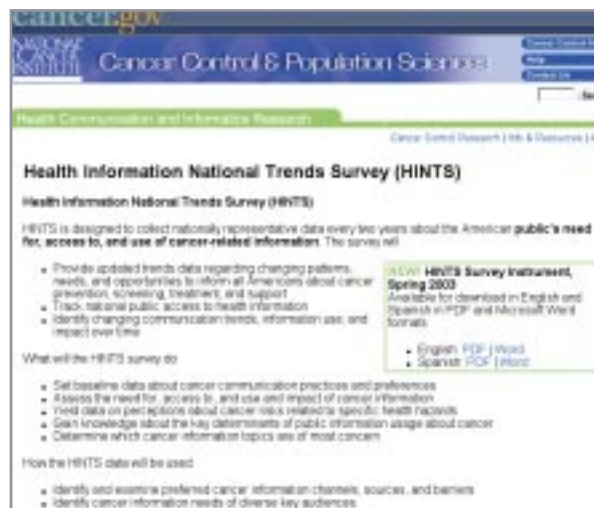 cancer.gov
NATIONAL
CANCER
INSTITUTE
Cancer Control & Population Sciences
Help
Contact Us
Health Communication and Informatics Research
Cancer Control Research |
Health Information National Trends Survey (HINTS)
Health Information National Trends Survey (HINTS)
HINTS is designed to collect nationally representative data every two years about the American public's need
for, access to, and use of cancer-related information. The survey will
Provide updated trends data regarding changing patterns,
needs, and opportunities to inform all Americans about cancer
prevention, screening, treatment, and support
Track national public access to health information
Identify changing communication trends, information use, and
impact over time
NEW! HINTS Survey Instrument,
Spring 2003
Available for download in English and
Spanish in PDF and Microsoft Word
formats
English PDF | Word
Spanish PDF | Word
What will the HINTS survey do
Set baseline data about cancer communication practices and preferences
Assess the need for, access to, and use and impact of cancer information
Yield data on perceptions about cancer risks related to specific health hazards
Gain knowledge about the key determinants of public information usage about cancer
Determine which cancer information topics are of most concern
How the HINTS data will be used
Identify and examine preferred cancer information channels, sources, and barriers
Identify cancer information needs of diverse key audiences